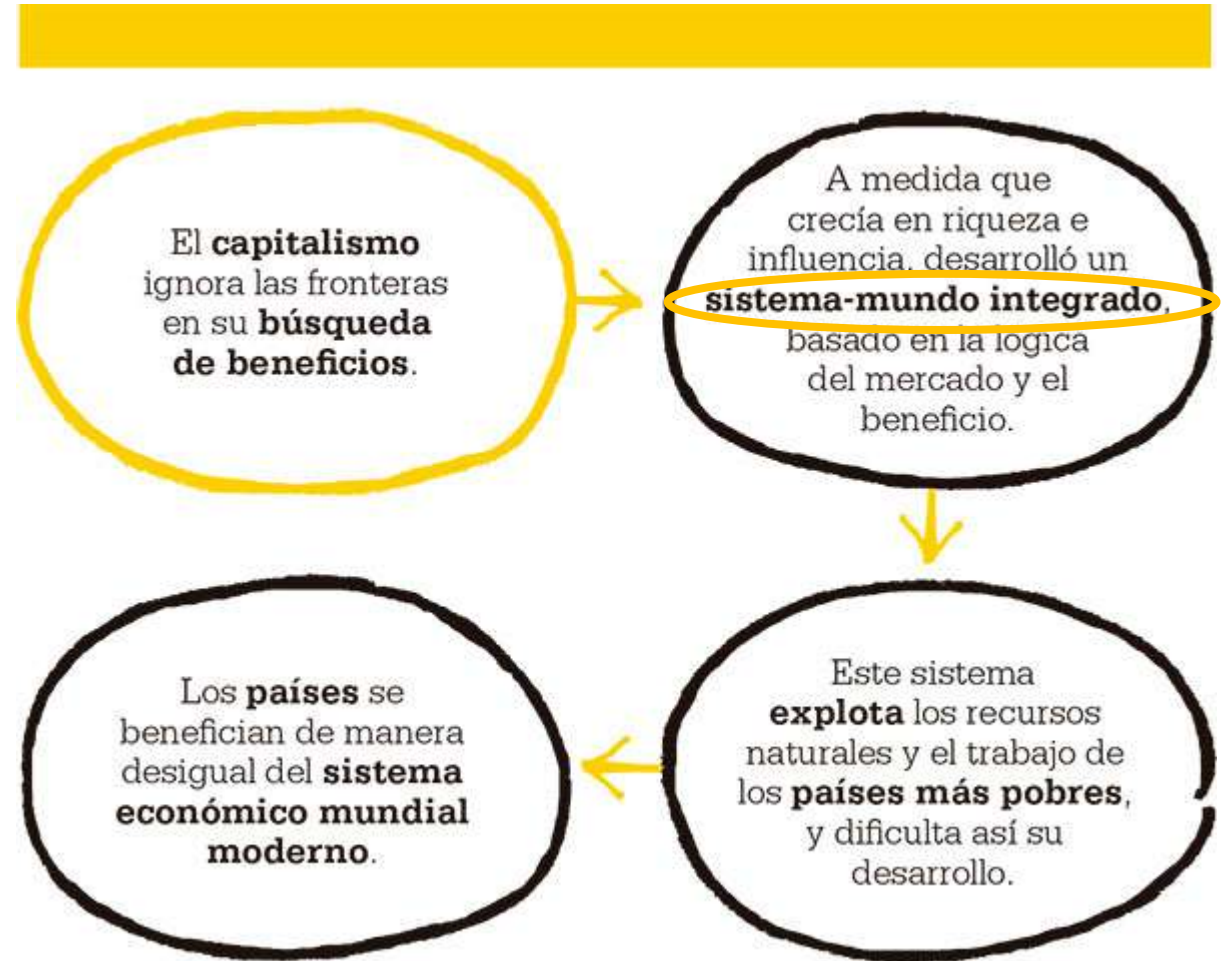 El capitalismo
ignora las fronteras
en su búsqueda
de beneficios.
A medida que
crecía en riqueza e
influencia, desarrolló un
sistema-mundo integrado,
basado en la lógica
del mercado y el
beneficio.
Este sistema
explota los recursos
naturales y el trabajo de
los países más pobres,
y dificulta así su
desarrollo.
Los países se
benefician de manera
desigual del sistema
económico mundial
moderno.